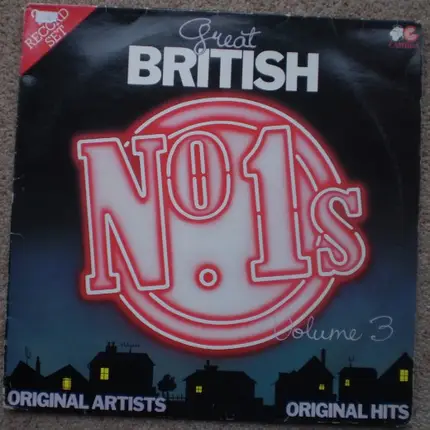 RECORD
SET
Great
BRITISH
No.1s
Volume 3
ORIGINAL ARTISTS
ORIGINAL HITS